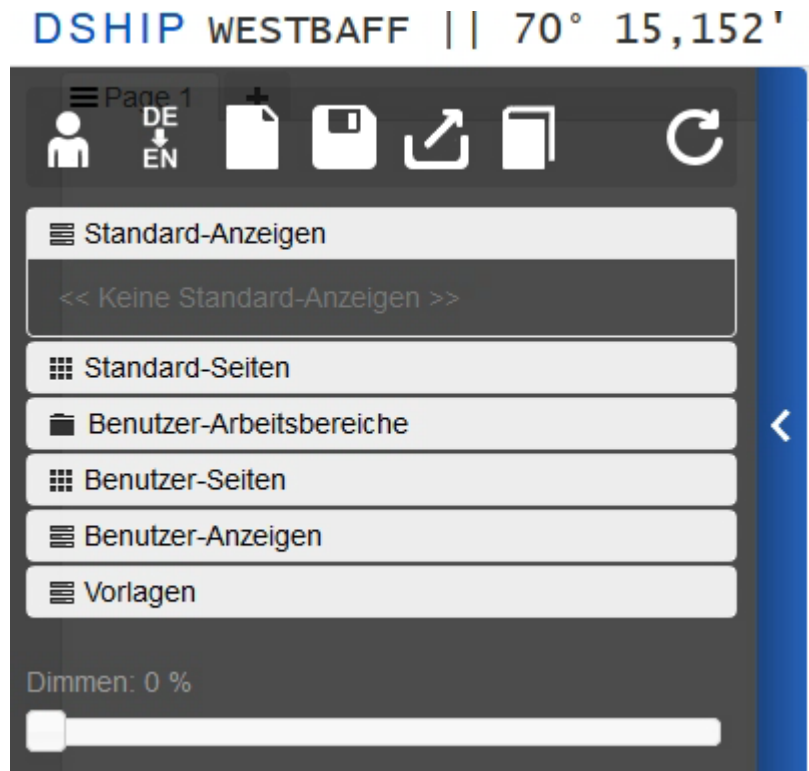 DSHIP WESTBAFF || 70° 15,152'
Page 1 +
DE
EN
Standard-Anzeigen
<< Keine Standard-Anzeigen >>
Standard-Seiten
Benutzer-Arbeitsbereiche
Benutzer-Seiten
Benutzer-Anzeigen
Vorlagen
Dimmen: 0 %